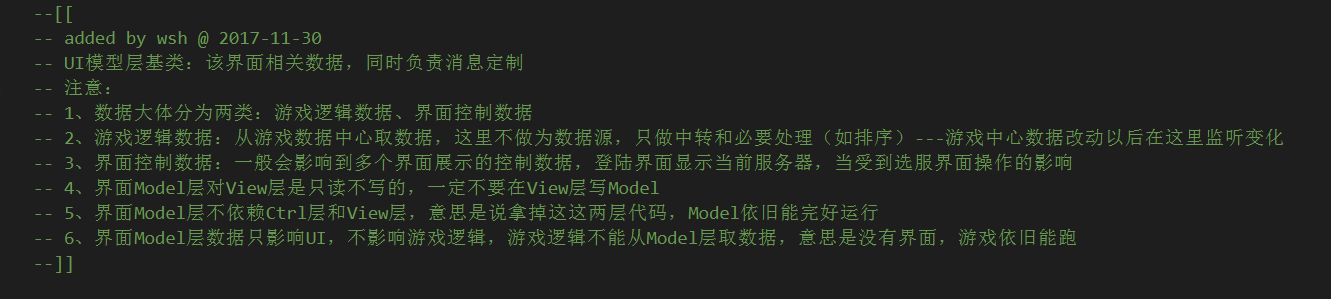 --[[
-- added by wsh @ 2017-11-30
-- UI模型层基类：该界面相关数据，同时负责消息定制
-- 注意：
-- 1、数据大体分为两类：游戏逻辑数据、界面控制数据
-- 2、游戏逻辑数据：从游戏数据中心取数据，这里不做为数据源，只做中转和必要处理（如排序）---游戏中心数据改动以后在这里监听变化
-- 3、界面控制数据：一般会影响到多个界面展示的控制数据，登陆界面显示当前服务器，当受到选服界面操作的影响
-- 4、界面Model层对View层是只读不写的，一定不要在View层写Model
-- 5、界面Model层不依赖Ctrl层和View层，意思是说拿掉这这两层代码，Model依旧能完好运行
-- 6、界面Model层数据只影响UI，不影响游戏逻辑，游戏逻辑不能从Model层取数据，意思是没有界面，游戏依旧能跑
--]]